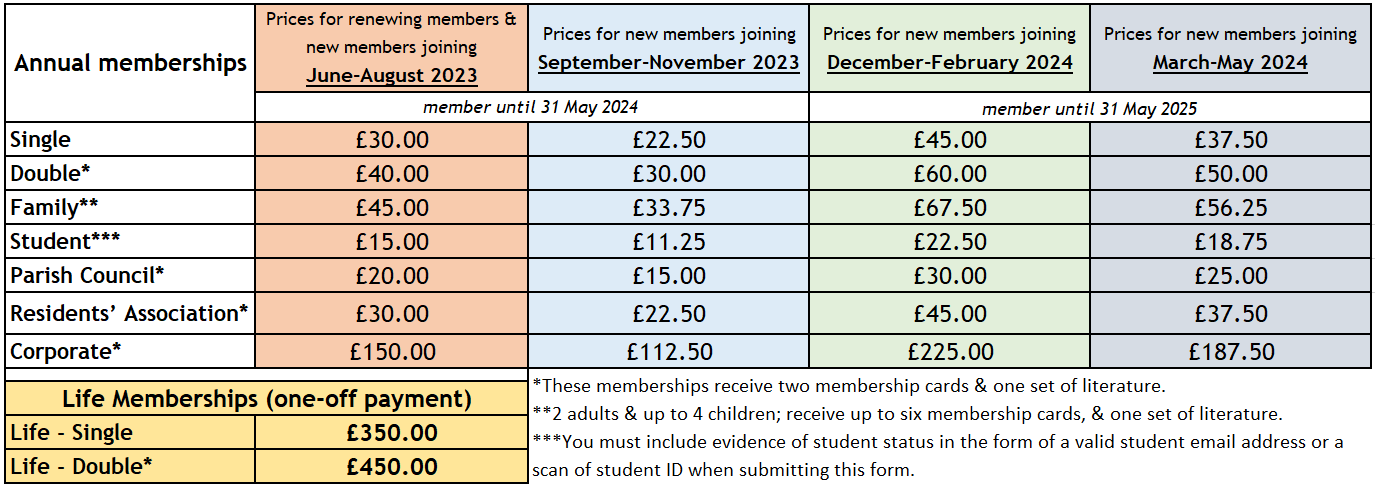 Annual memberships
Prices for renewing members &
new members joining
June-August 2023
Prices for new members joining
September-November 2023
Prices for new members joining
December-February 2024
Prices for new members joining
March-May 2024
member until 31 May 2024
member until 31 May 2025
Single £30.00 £22.50 £45.00 £37.50
Double* £40.00 £30.00 £60.00 £50.00
Family** £45.00 £33.75 £67.50 £56.25
Student*** £15.00 £11.25 £22.50 £18.75
Parish Council* £20.00 £15.00 £30.00 £25.00
Residents’ Association* £30.00 £22.50 £45.00 £37.50
Corporate* £150.00 £112.50 £225.00 £187.50
Life Memberships (one-off payment)
Life - Single £350.00
Life - Double* £450.00
*These memberships receive two membership cards & one set of literature.
**2 adults & up to 4 children; receive up to six membership cards, & one set of literature.
***You must include evidence of student status in the form of a valid student email address or a
scan of student ID when submitting this form.